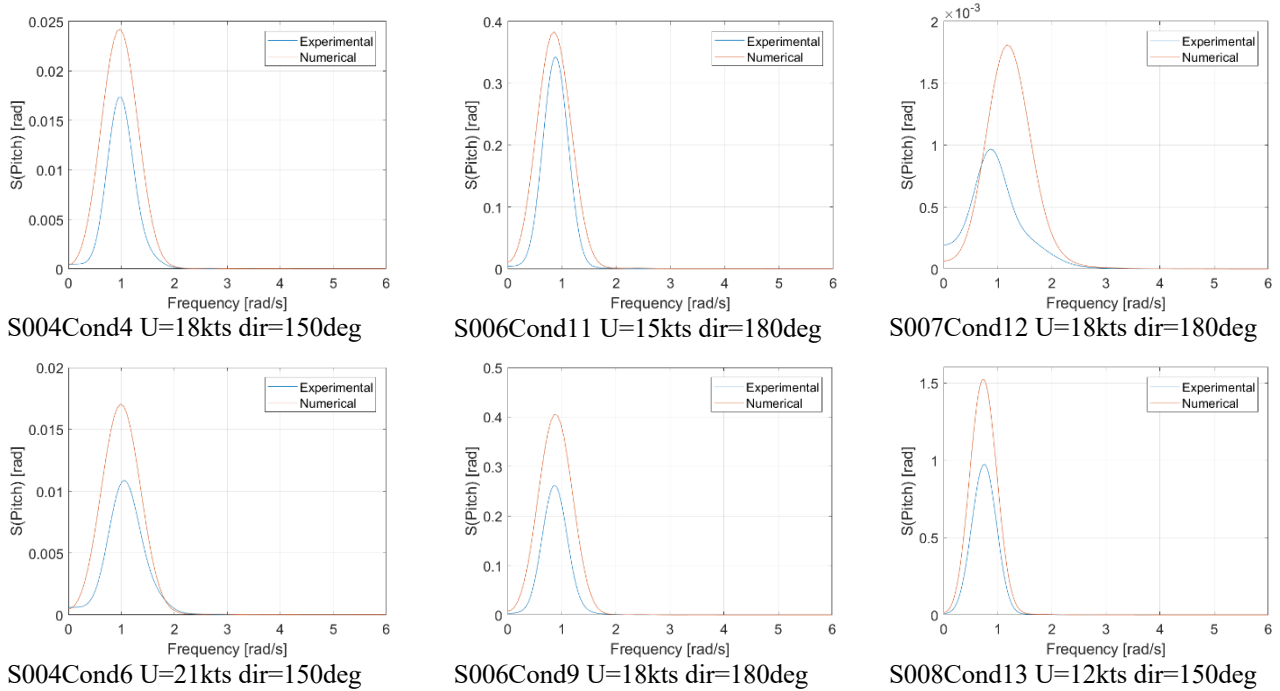 0.025
0.02
0.015
0.01
0.005
0
S(Pitch) [rad]
Experimental
Numerical
0 1 2 3 4 5 6
Frequency [rad/s]
S004Cond4 U=18kts dir=150deg
0.4
0.3
0.2
0.1
0
S(Pitch) [rad]
Experimental
Numerical
0 1 2 3 4 5 6
Frequency [rad/s]
S006Cond11 U=15kts dir=180deg
×10⁻³
2
1.5
1
0.5
0
S(Pitch) [rad]
Experimental
Numerical
0 1 2 3 4 5 6
Frequency [rad/s]
S007Cond12 U=18kts dir=180deg
0.02
0.015
0.01
0.005
0
S(Pitch) [rad]
Experimental
Numerical
0 1 2 3 4 5 6
Frequency [rad/s]
S004Cond6 U=21kts dir=150deg
0.5
0.4
0.3
0.2
0.1
0
S(Pitch) [rad]
Experimental
Numerical
0 1 2 3 4 5 6
Frequency [rad/s]
S006Cond9 U=18kts dir=180deg
1.5
1
0.5
0
S(Pitch) [rad]
Experimental
Numerical
0 1 2 3 4 5 6
Frequency [rad/s]
S008Cond13 U=12kts dir=150deg